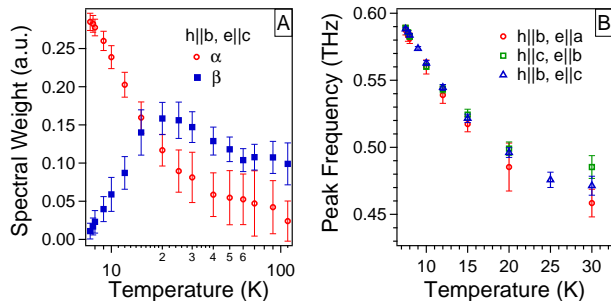 A
h||b, e||c
α
β
Spectral Weight (a.u.)
0.25
0.20
0.15
0.10
0.05
0.00
10
2
3
4
5
6
100
Temperature (K)
B
h||b, e||a
h||c, e||b
h||b, e||c
Peak Frequency (THz)
0.60
0.55
0.50
0.45
10
15
20
25
30
Temperature (K)